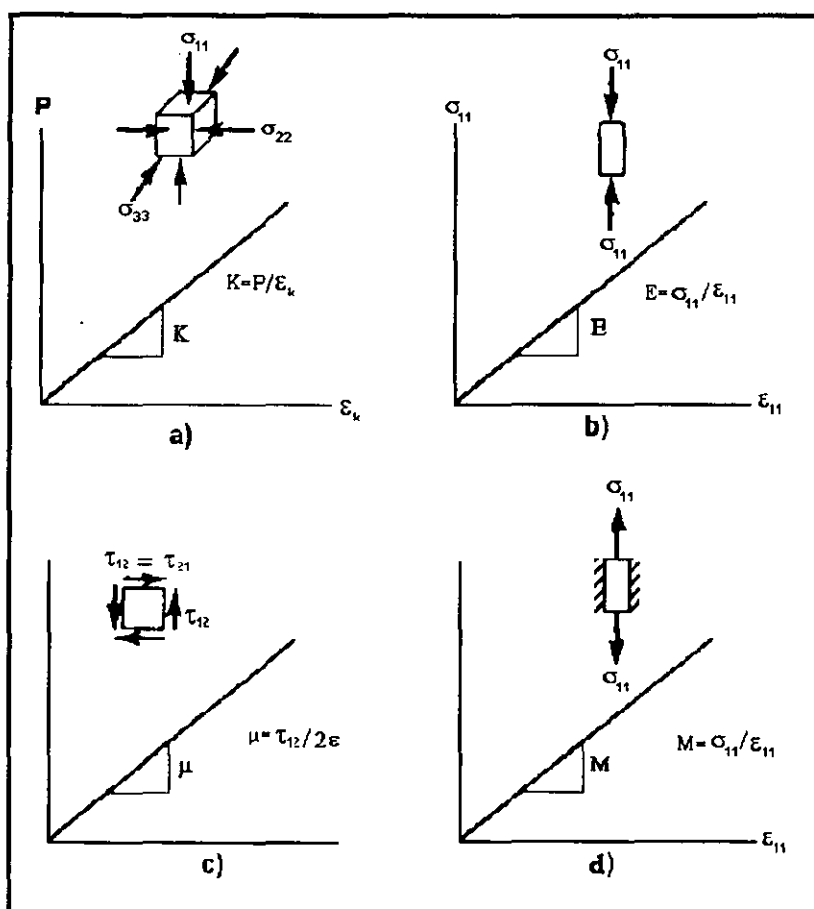 σ₁₁
P
σ₂₂
σ₃₃
K=P/εₖ
K
εₖ
a)
σ₁₁
σ₁₁
σ₁₁
E=σ₁₁/ε₁₁
E
ε₁₁
b)
τ₁₂ = τ₂₁
τ₁₂
μ=τ₁₂/2ε
μ
c)
σ₁₁
σ₁₁
M=σ₁₁/ε₁₁
M
ε₁₁
d)